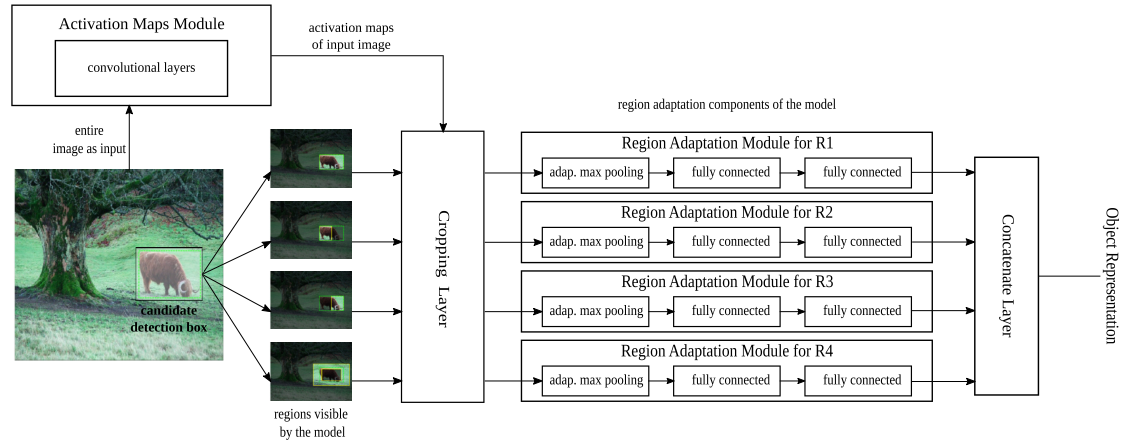 Activation Maps Module
convolutional layers
activation maps
of input image
entire
image as input
candidate
detection box
regions visible
by the model
Cropping Layer
region adaptation components of the model
Region Adaptation Module for R1
adap. max pooling
fully connected
fully connected
Region Adaptation Module for R2
adap. max pooling
fully connected
fully connected
Region Adaptation Module for R3
adap. max pooling
fully connected
fully connected
Region Adaptation Module for R4
adap. max pooling
fully connected
fully connected
Concatenate Layer
Object Representation